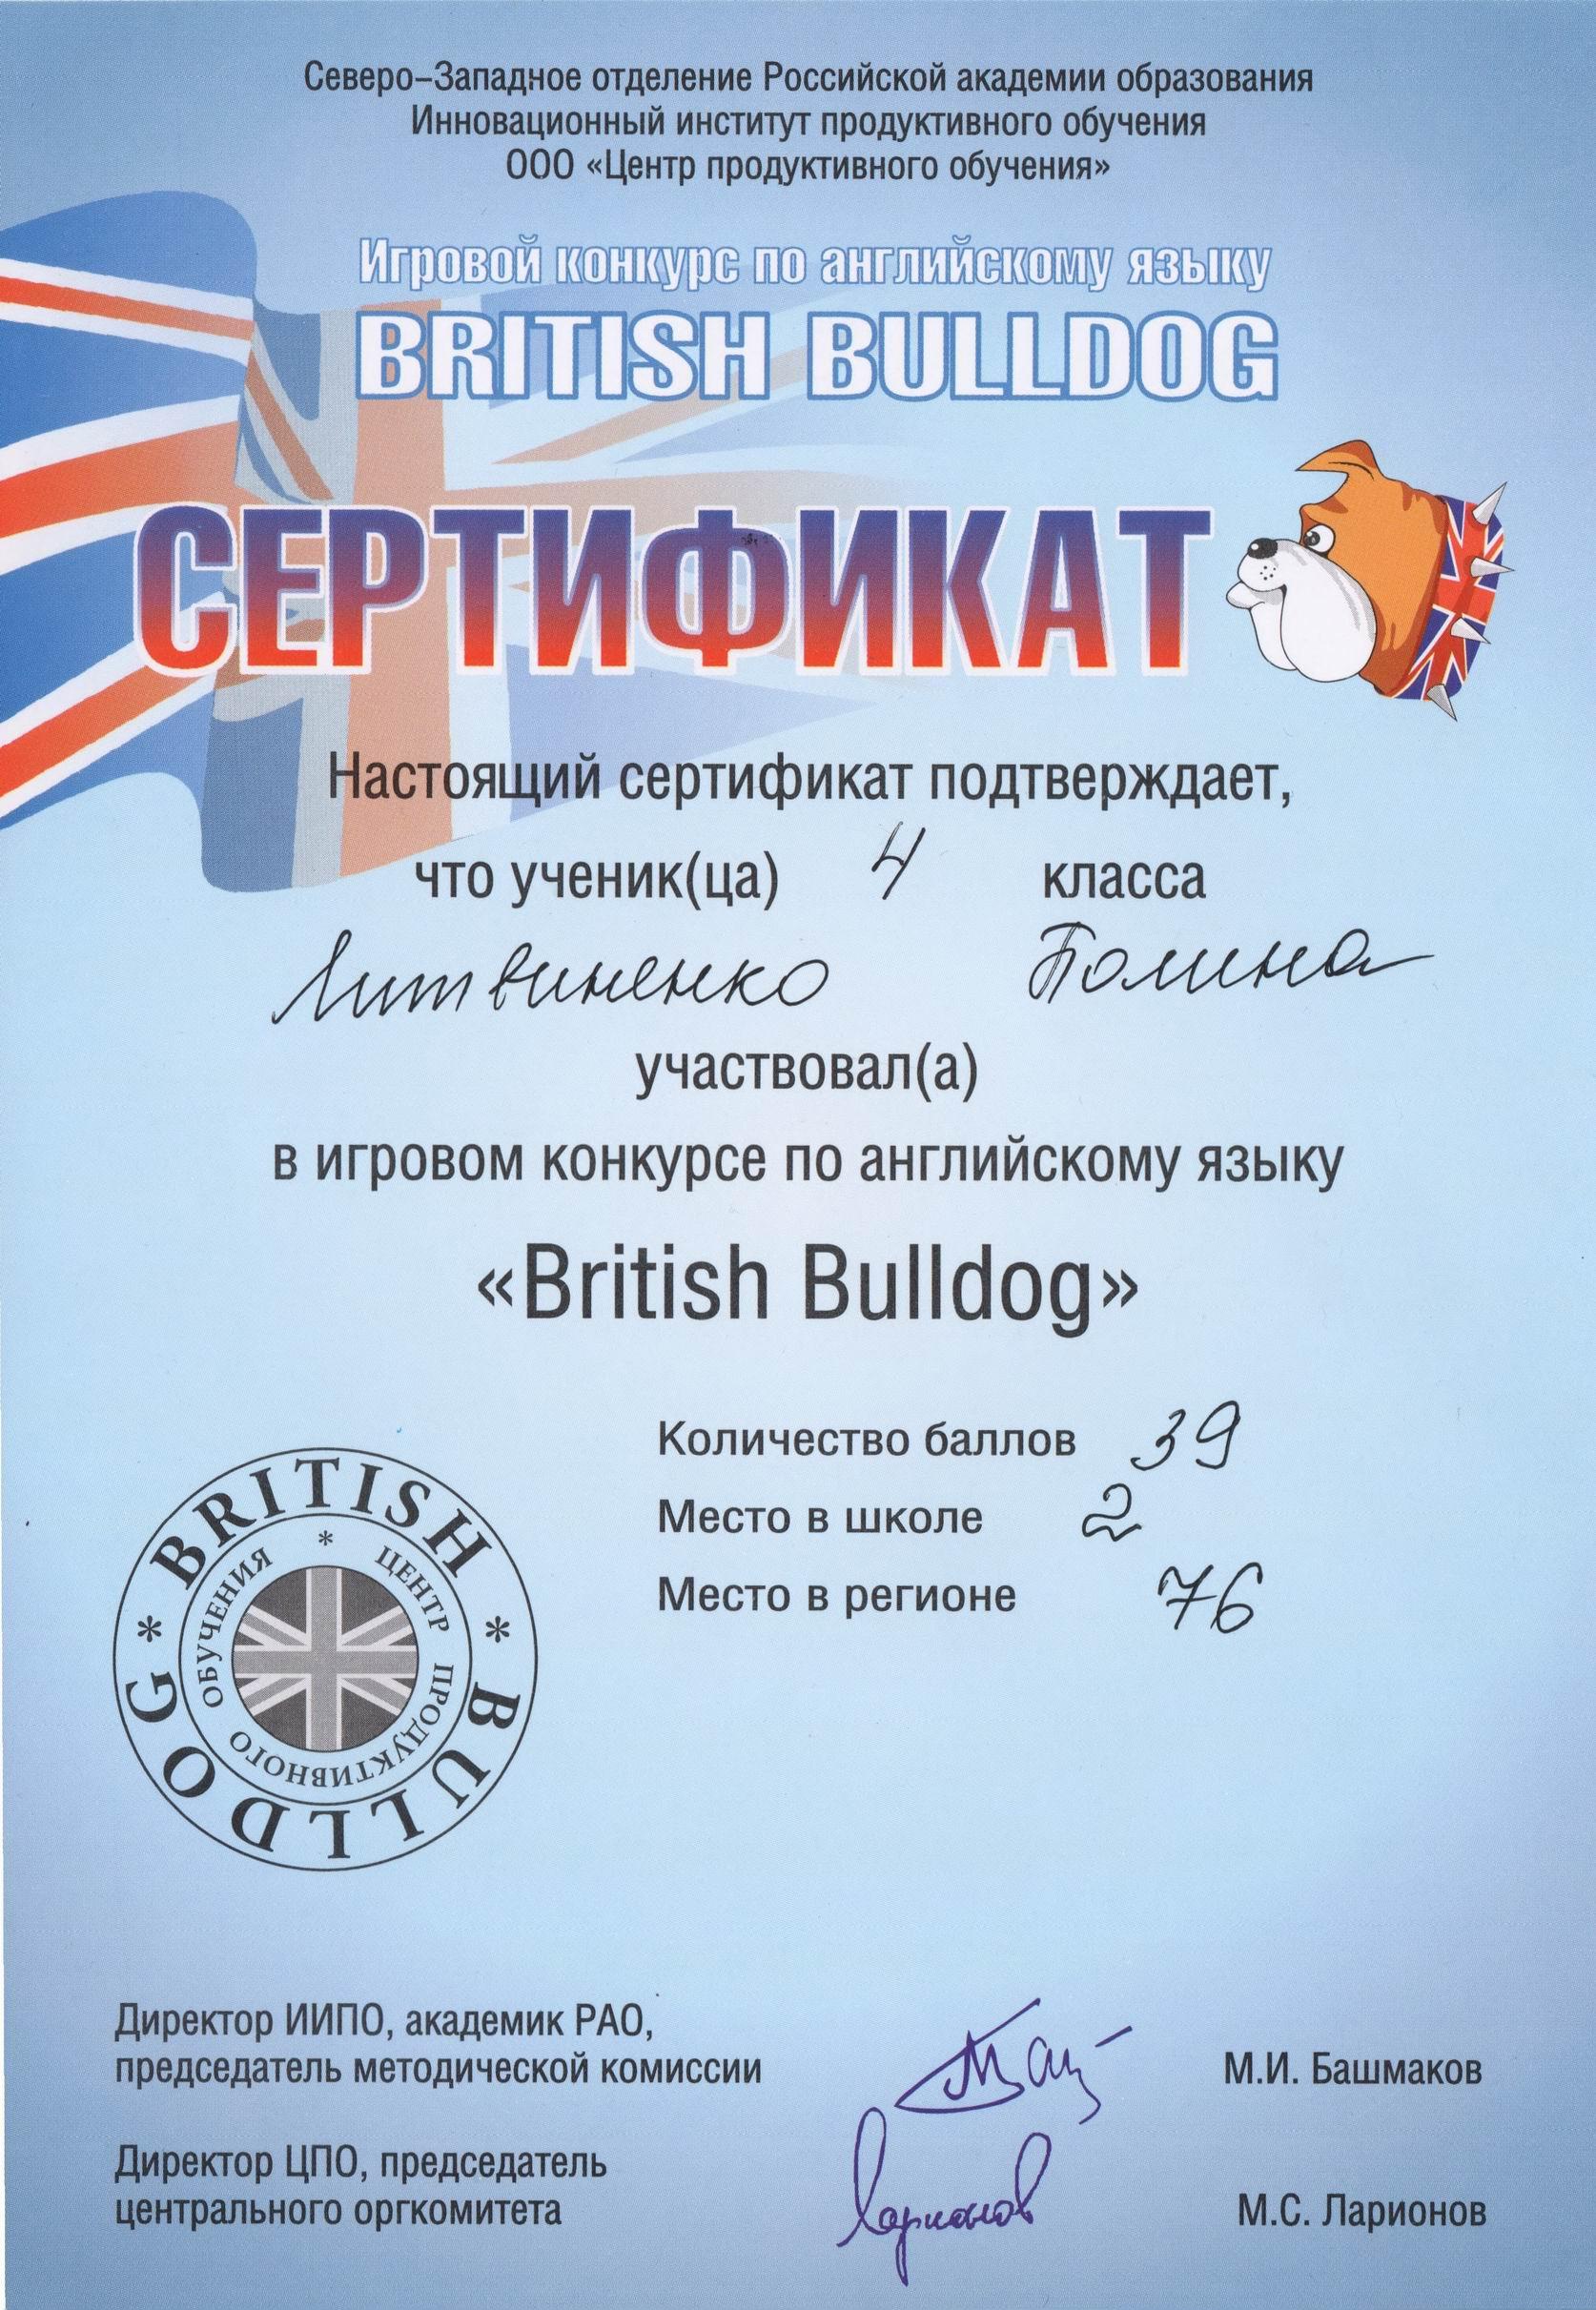 Северо-Западное отделение Российской академии образования
Инновационный институт продуктивного обучения
ООО «Центр продуктивного обучения»
Игровой конкурс по английскому языку
BRITISH BULLDOG
СЕРТИФИКАТ
Настоящий сертификат подтверждает,
что ученик(ца) 4 класса
Литвиненко Полина
участвовал(а)
в игровом конкурсе по английскому языку
«British Bulldog»
Количество баллов 39
Место в школе 2
Место в регионе 76
BRITISH * BULLDOG *
* ЦЕНТР ПРОДУКТИВНОГО ОБУЧЕНИЯ
Директор ИИПО, академик РАО,
председатель методической комиссии
М.И. Башмаков
Директор ЦПО, председатель
центрального оргкомитета
Ларионов
М.С. Ларионов